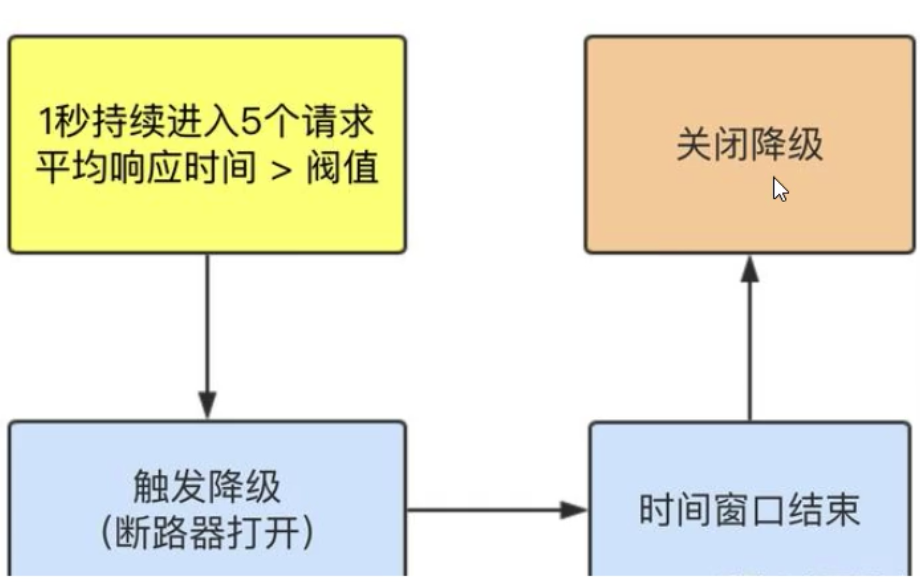 1秒持续进入5个请求
平均响应时间 > 阀值
关闭降级
触发降级
（断路器打开）
时间窗口结束